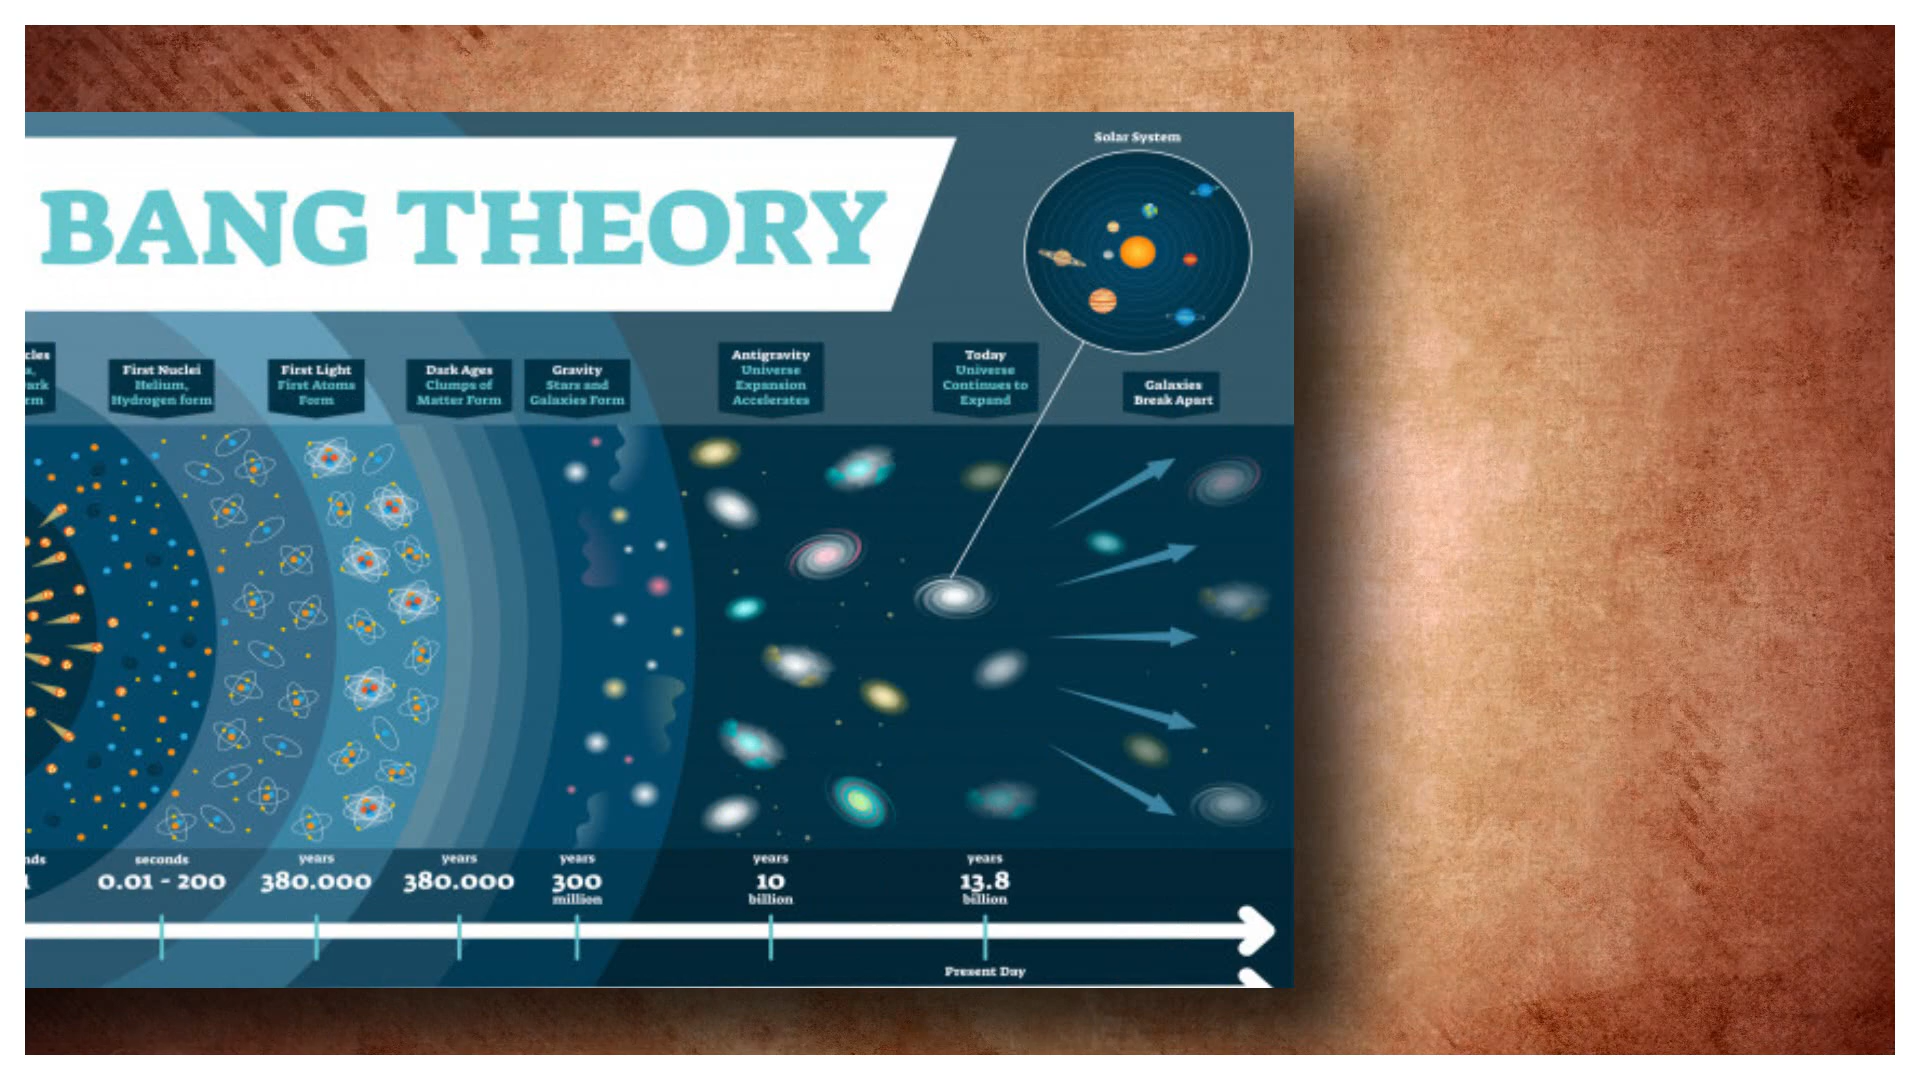 Solar System
BANG THEORY
First Nuclei
Helium,
Hydrogen form
First Light
First Atoms
Form
Dark Ages
Clumps of
Matter Form
Gravity
Stars and
Galaxies Form
Antigravity
Universe
Expansion
Accelerates
Today
Universe
Continues to
Expand
Galaxies
Break Apart
seconds
0.01 - 200
years
380.000
years
380.000
years
300
million
years
10
billion
years
13.8
billion
Present Day